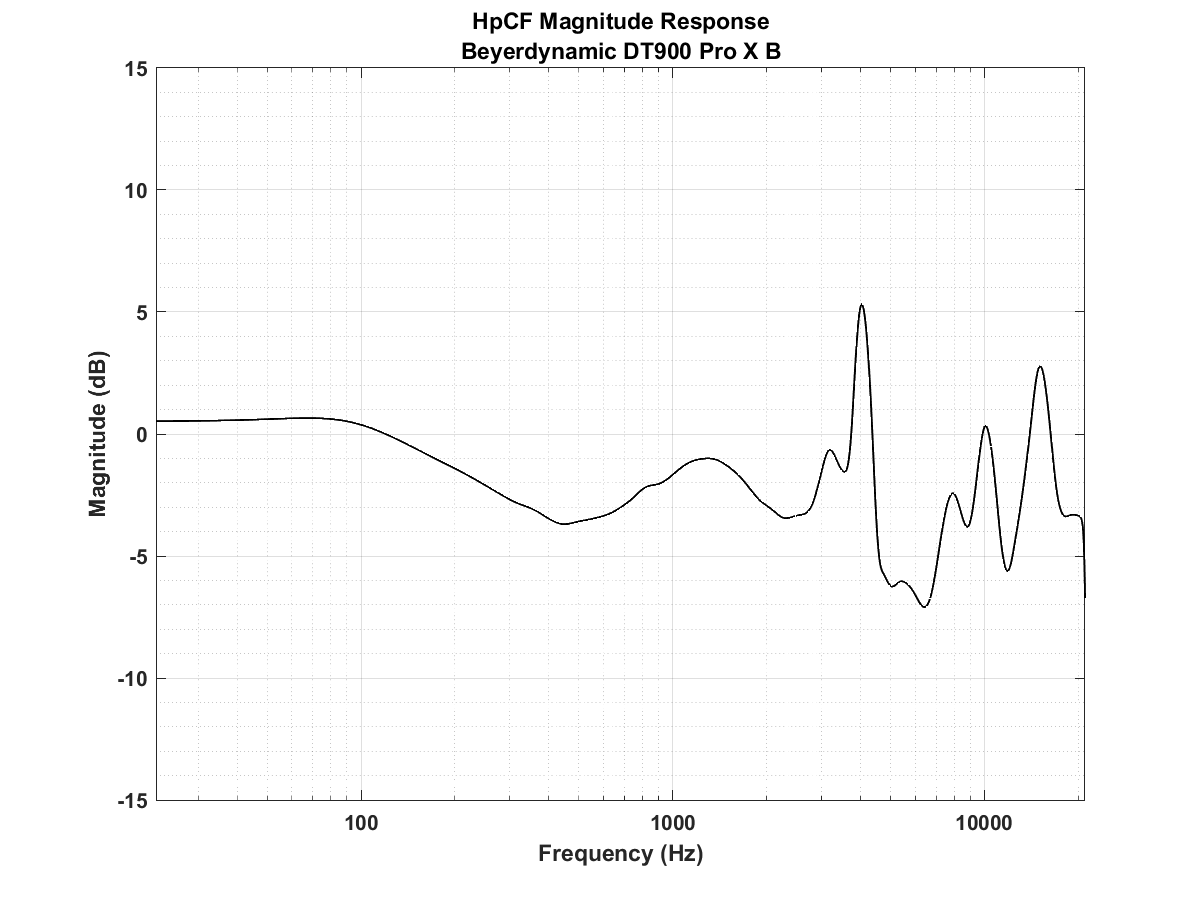 HpCF Magnitude Response
Beyerdynamic DT900 Pro X B
15
10
5
0
-5
-10
-15
Magnitude (dB)
100
1000
10000
Frequency (Hz)